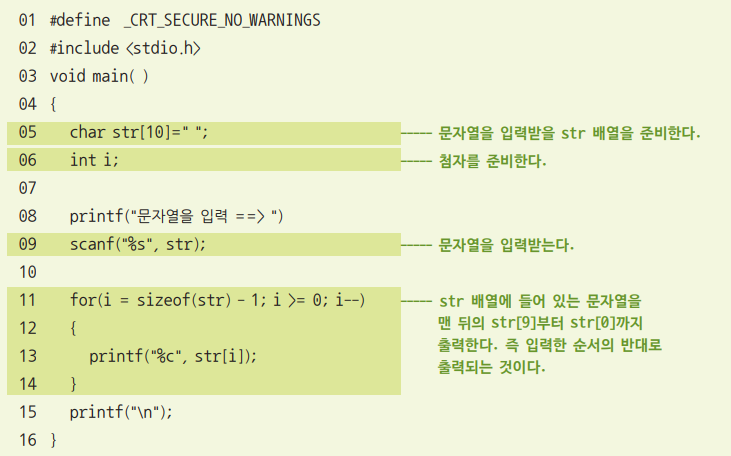 01 #define _CRT_SECURE_NO_WARNINGS
02 #include <stdio.h>
03 void main( )
04 {
05 char str[10]=" "; ----- 문자열을 입력받을 str 배열을 준비한다.
06 int i; ----- 첨자를 준비한다.
07
08 printf("문자열을 입력 ==> ")
09 scanf("%s", str); ----- 문자열을 입력받는다.
10
11 for(i = sizeof(str) - 1; i >= 0; i--) ----- str 배열에 들어 있는 문자열을
12 { 맨 뒤의 str[9]부터 str[0]까지
13 printf("%c", str[i]); 출력한다. 즉 입력한 순서의 반대로
14 } 출력되는 것이다.
15 printf("\n");
16 }